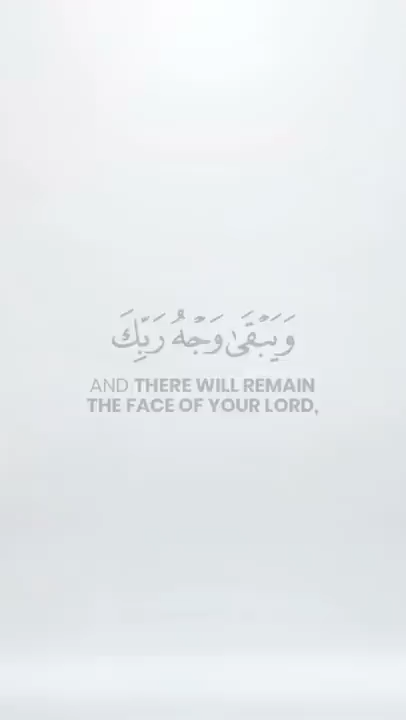 وَيَبْقَىٰ وَجْهُ رَبِّكَ
AND THERE WILL REMAIN
THE FACE OF YOUR LORD,